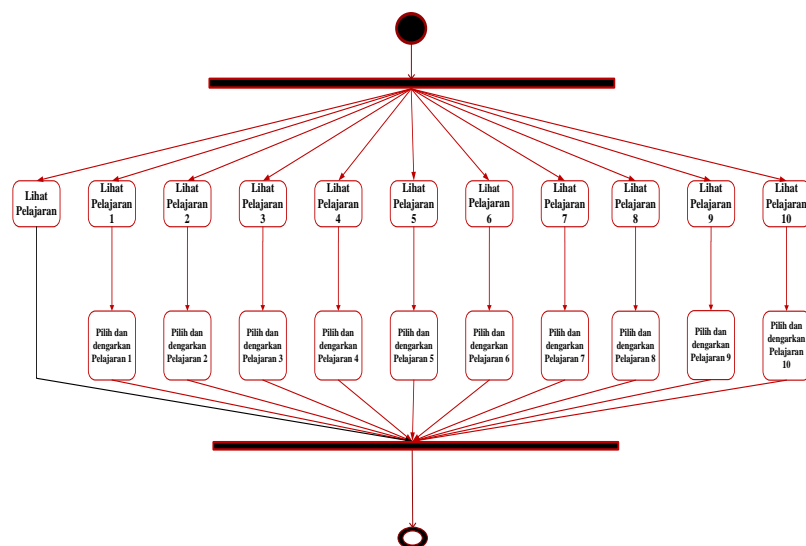 Lihat
Pelajaran
Lihat
Pelajaran
1
Lihat
Pelajaran
2
Lihat
Pelajaran
3
Lihat
Pelajaran
4
Lihat
Pelajaran
5
Lihat
Pelajaran
6
Lihat
Pelajaran
7
Lihat
Pelajaran
8
Lihat
Pelajaran
9
Lihat
Pelajaran
10
Pilih dan
dengarkan
Pelajaran 1
Pilih dan
dengarkan
Pelajaran 2
Pilih dan
dengarkan
Pelajaran 3
Pilih dan
dengarkan
Pelajaran 4
Pilih dan
dengarkan
Pelajaran 5
Pilih dan
dengarkan
Pelajaran 6
Pilih dan
dengarkan
Pelajaran 7
Pilih dan
dengarkan
Pelajaran 8
Pilih dan
dengarkan
Pelajaran 9
Pilih dan
dengarkan
Pelajaran
10